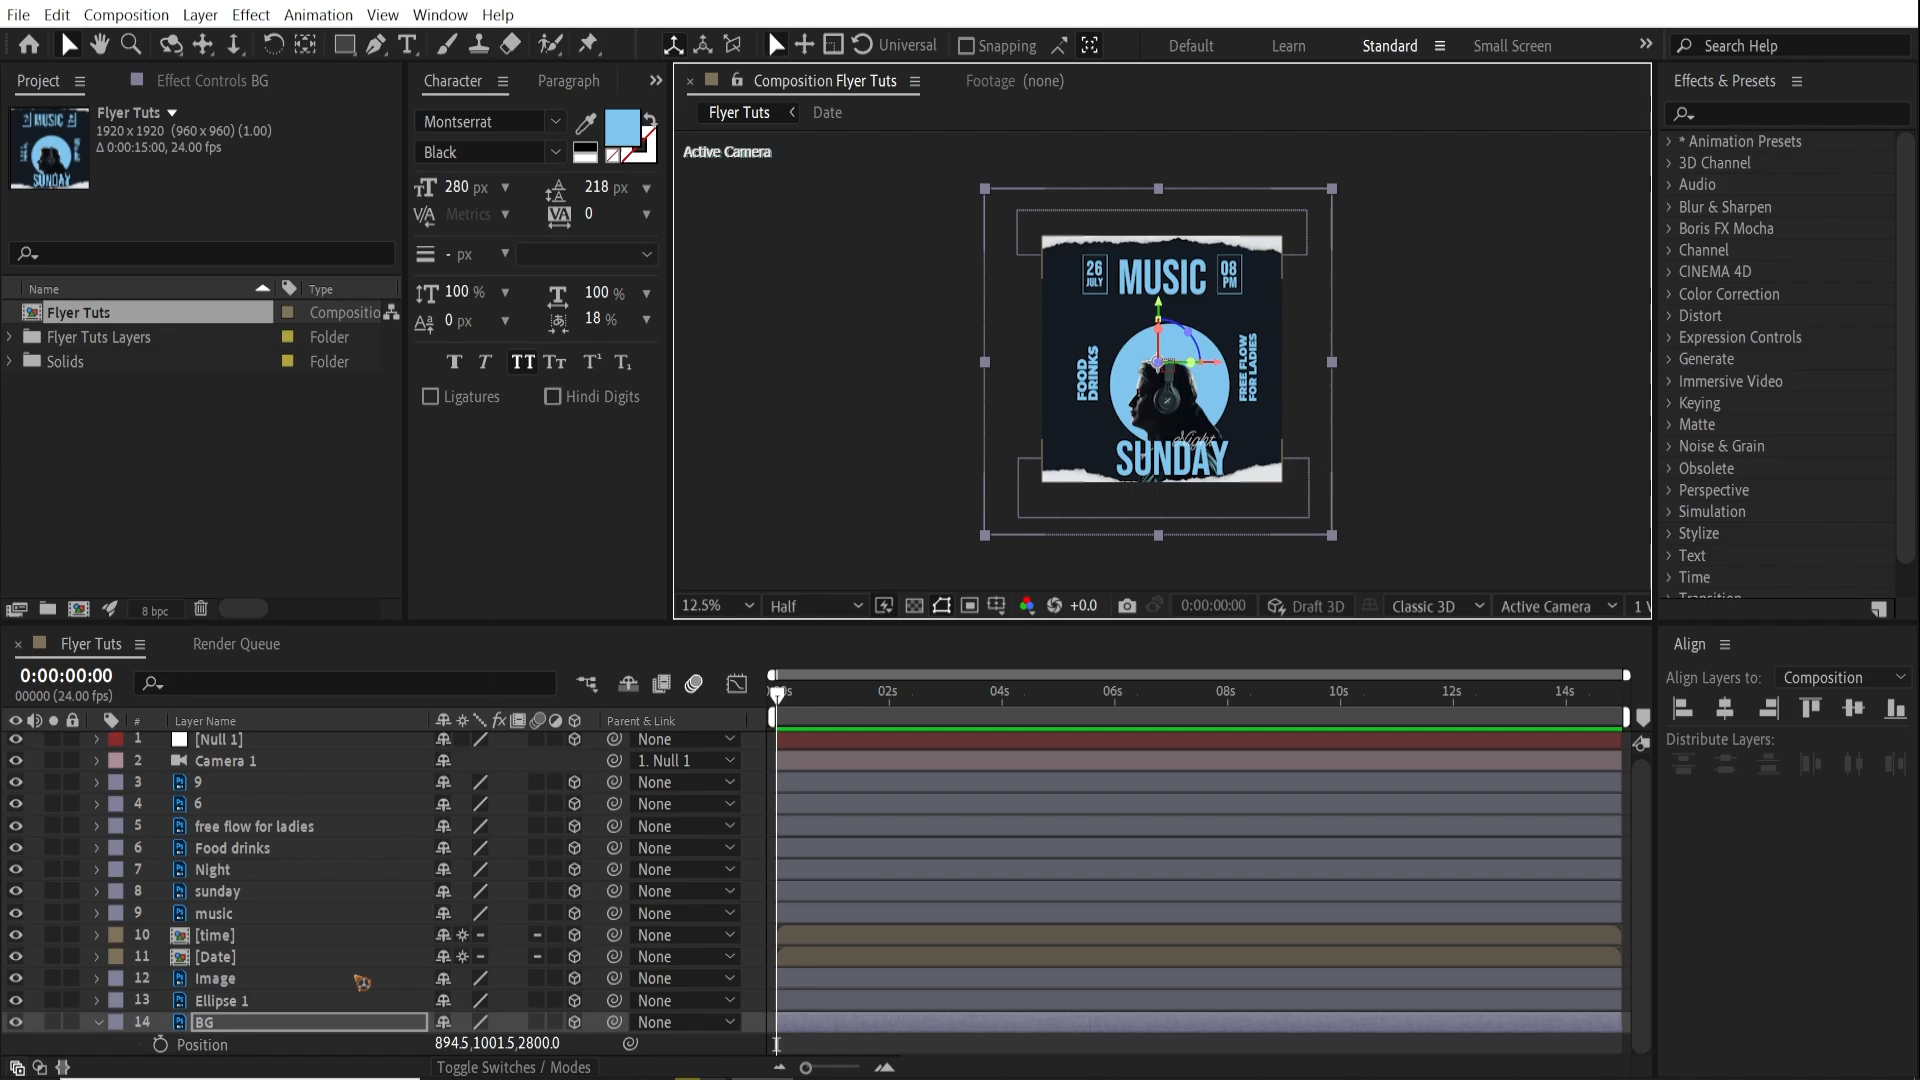 File Edit Composition Layer Effect Animation View Window Help
Universal Snapping Default Learn Standard Small Screen Search Help
Project Effect Controls BG
Flyer Tuts
1920 x 1920 (960 x 960) (1.00)
Δ 0:00:15:00, 24.00 fps
Name Type
Flyer Tuts Compositio
Flyer Tuts Layers Folder
Solids Folder
8 bpc
Character Paragraph
Montserrat
Black
280 px 218 px
Metrics 0
- px
100 % 100 %
0 px 18 %
T T TT Tt T¹ T₁
Ligatures Hindi Digits
Composition Flyer Tuts Footage (none)
Flyer Tuts Date
Active Camera
26 JULY MUSIC 08 PM
FOOD DRINKS
FREE FLOW FOR LADIES
Night
SUNDAY
12.5% Half +0.0 0:00:00:00 Draft 3D Classic 3D Active Camera 1 V
Effects & Presets
* Animation Presets
3D Channel
Audio
Blur & Sharpen
Boris FX Mocha
Channel
CINEMA 4D
Color Correction
Distort
Expression Controls
Generate
Immersive Video
Keying
Matte
Noise & Grain
Obsolete
Perspective
Simulation
Stylize
Text
Time
Transition
Align
Align Layers to: Composition
Distribute Layers:
Flyer Tuts Render Queue
0:00:00:00
00000 (24.00 fps)
02s 04s 06s 08s 10s 12s 14s
# Layer Name fx Parent & Link
1 [Null 1] None
2 Camera 1 1. Null 1
3 9 None
4 6 None
5 free flow for ladies None
6 Food drinks None
7 Night None
8 sunday None
9 music None
10 [time] None
11 [Date] None
12 Image None
13 Ellipse 1 None
14 BG None
Position 894.5,1001.5,2800.0
Toggle Switches / Modes